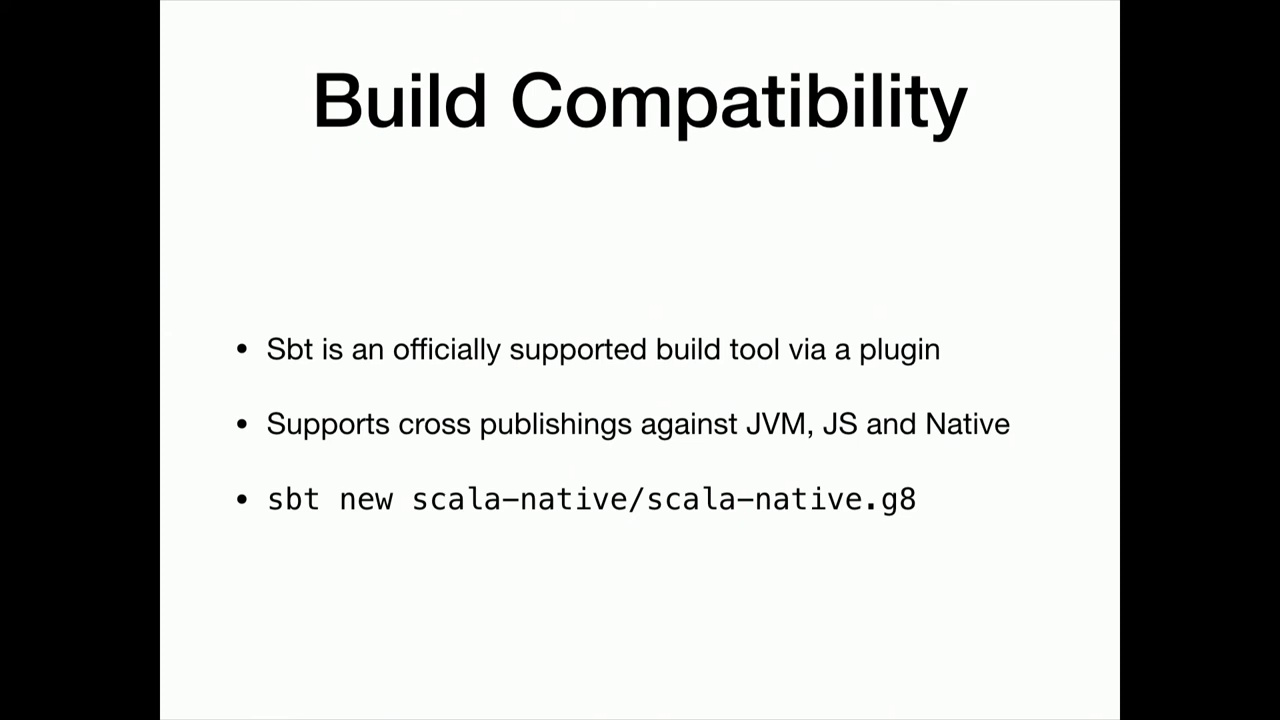 Build Compatibility
• Sbt is an officially supported build tool via a plugin
• Supports cross publishings against JVM, JS and Native
• sbt new scala-native/scala-native.g8